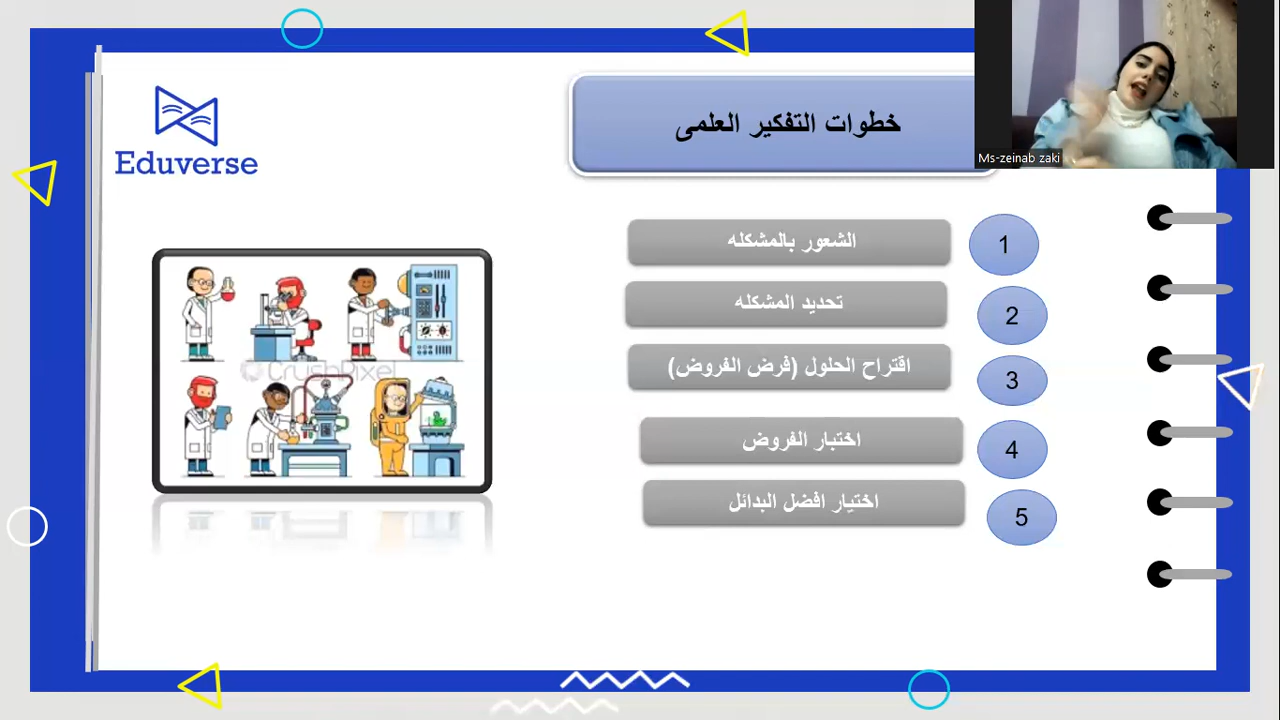 Eduverse
خطوات التفكير العلمى
Ms-zeinab zaki
1
الشعور بالمشكله
2
تحديد المشكله
3
اقتراح الحلول (فرض الفروض)
4
اختبار الفروض
5
اختيار افضل البدائل
CrushPixel